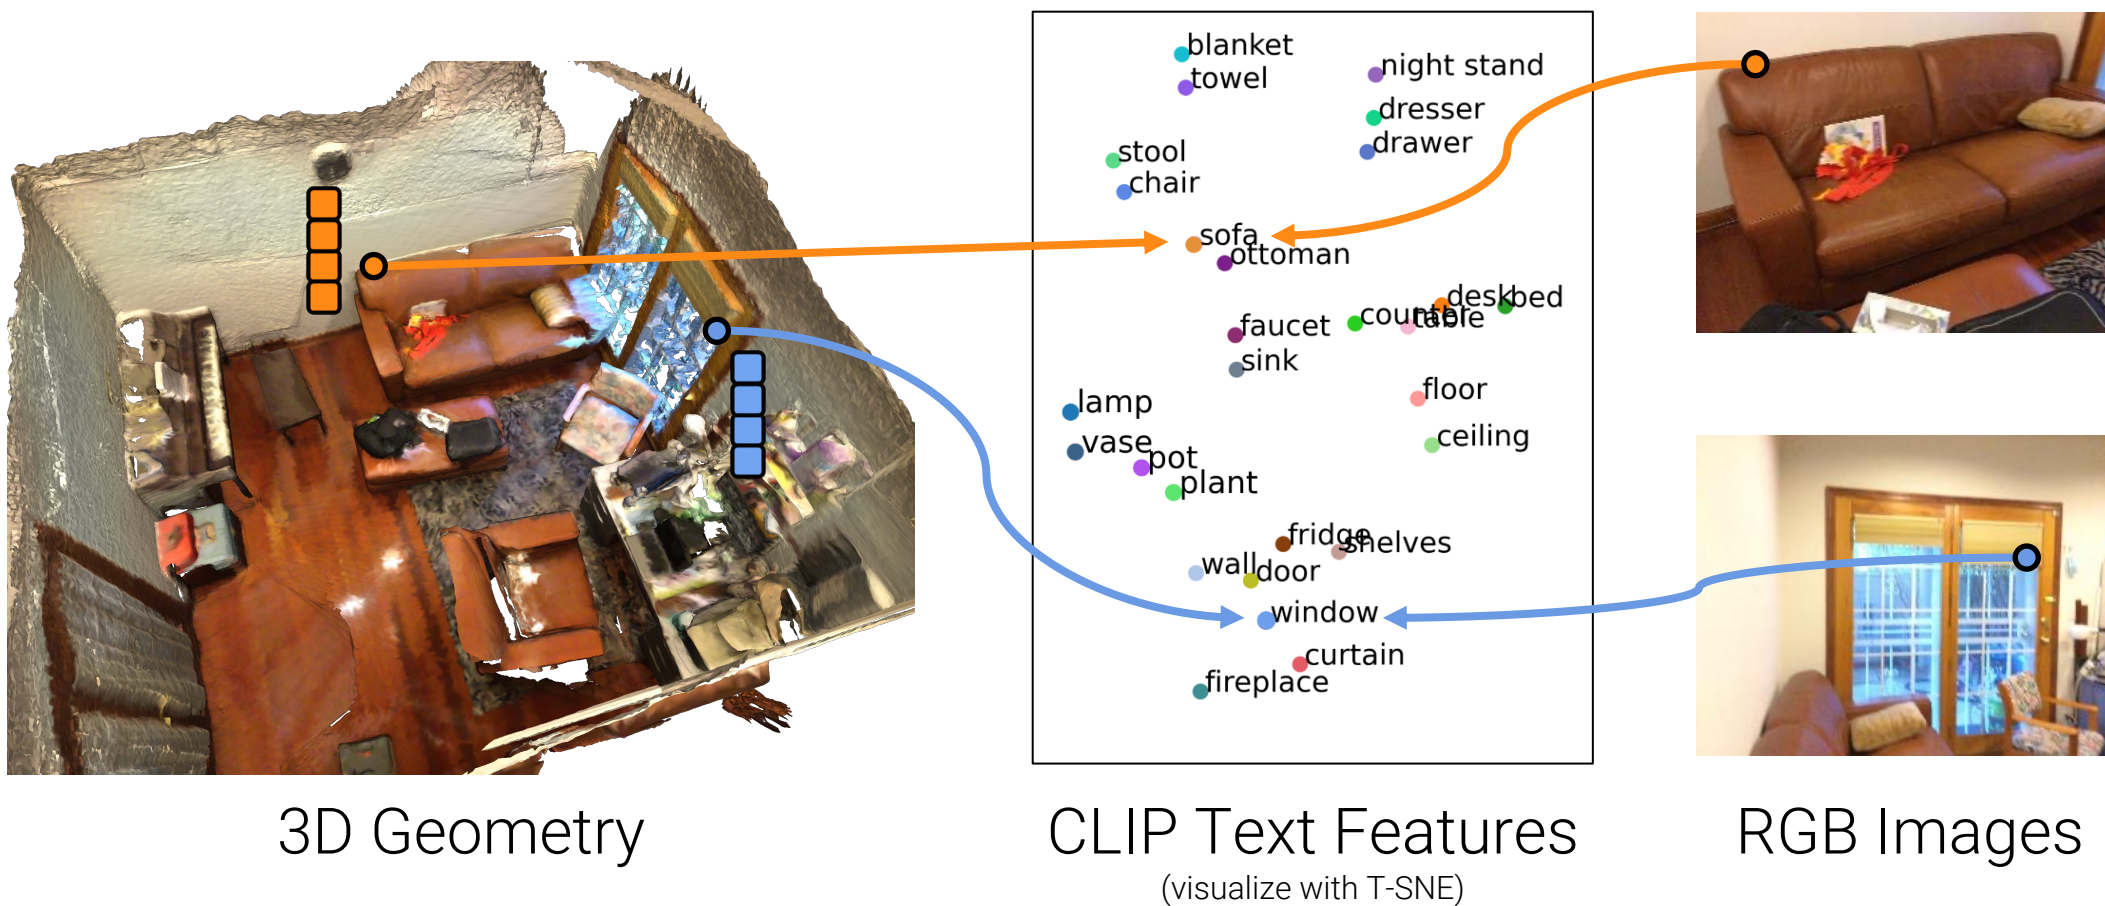 blanket
towel
night stand
dresser
drawer
stool
chair
sofa
ottoman
desk
bed
counter
table
faucet
sink
floor
lamp
ceiling
vase
pot
plant
fridge
shelves
wall
door
window
curtain
fireplace
3D Geometry
CLIP Text Features
RGB Images
(visualize with T-SNE)